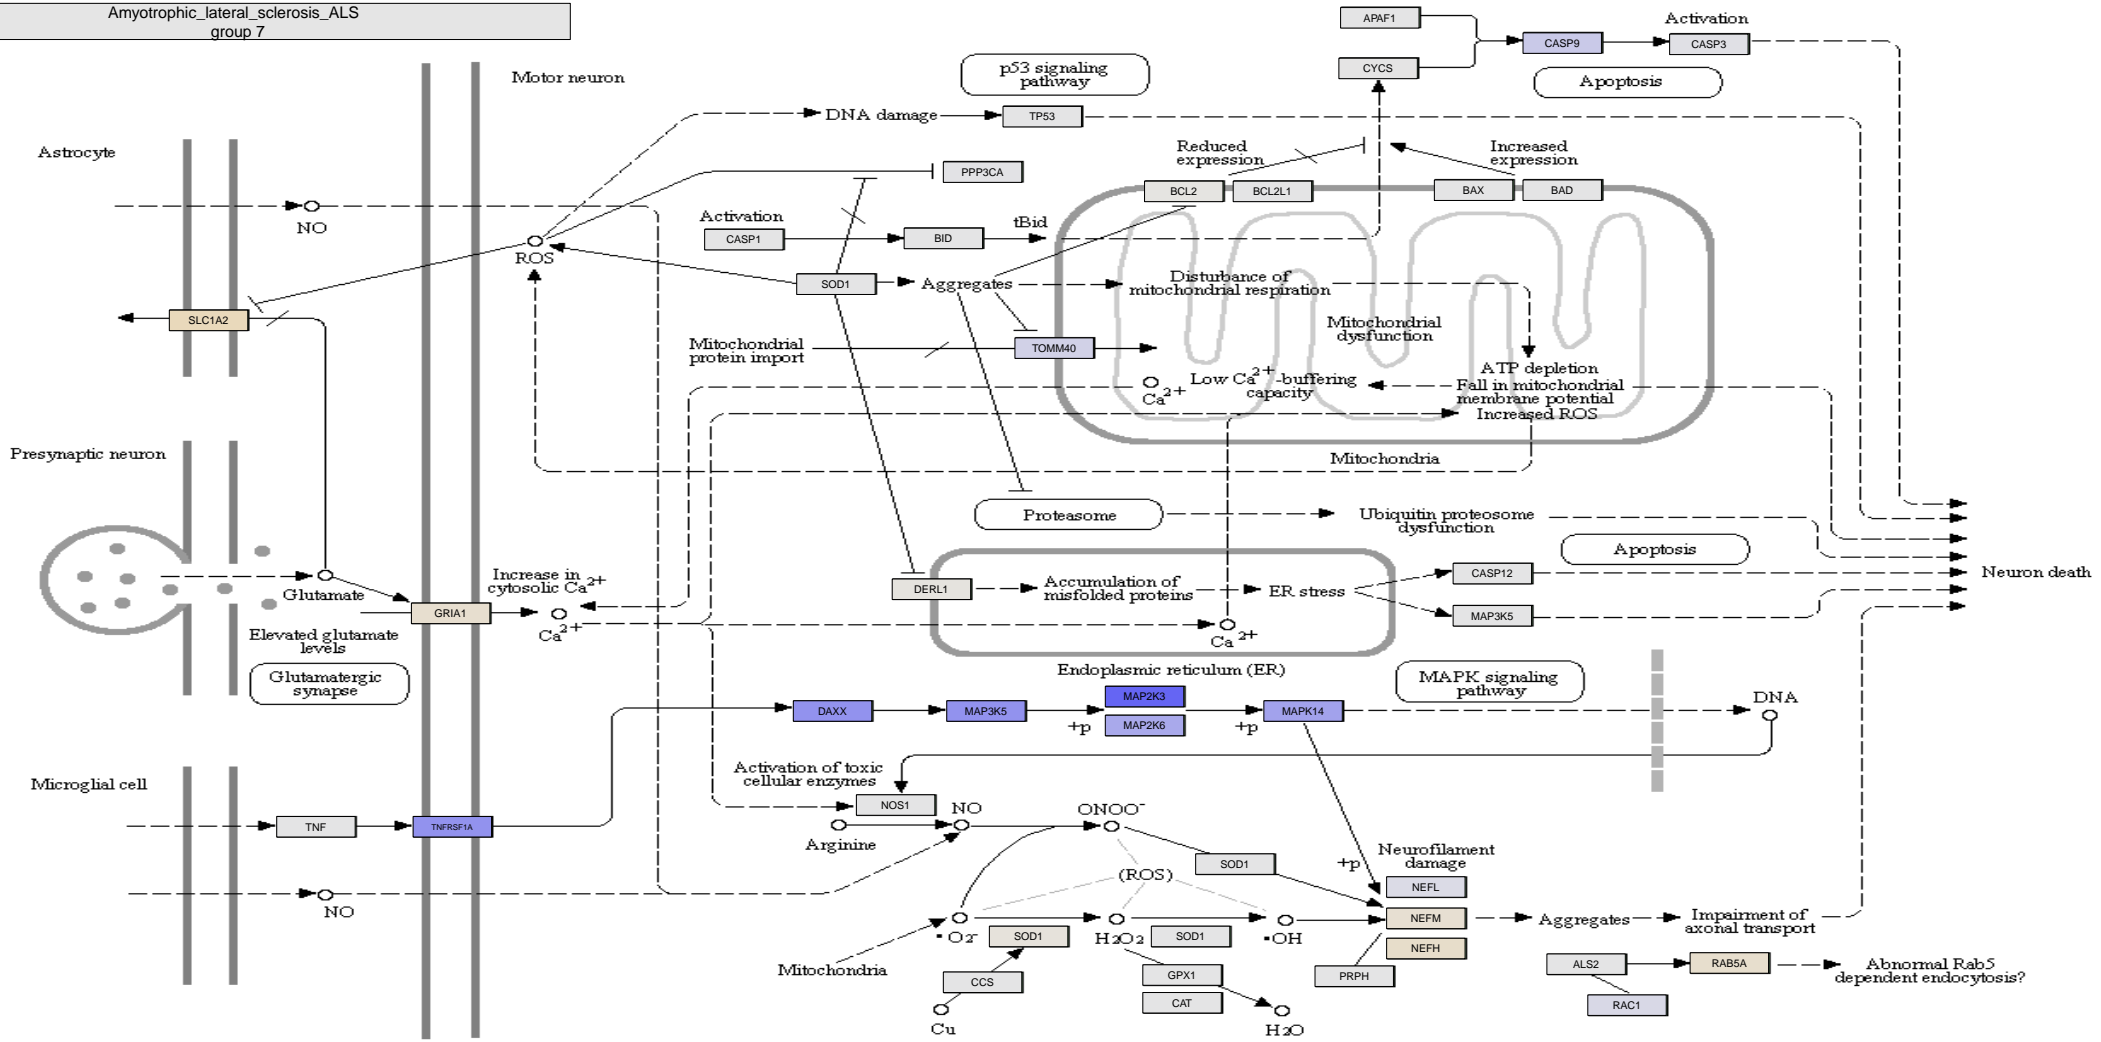 Amyotrophic_lateral_sclerosis_ALS
group 7
Motor neuron
Astrocyte
NO
SLC1A2
Presynaptic neuron
Glutamate
Elevated glutamate
levels
Glutamatergic
synapse
GRIA1
Increase in
cytosolic Ca2+
Ca2+
Microglial cell
TNF
TNFRSF1A
NO
ROS
DNA damage
p53 signaling
pathway
TP53
PPP3CA
Activation
CASP1
BID
tBid
SOD1
Aggregates
Mitochondrial
protein import
TOMM40
APAF1
CYCS
CASP9
Activation
CASP3
Apoptosis
Reduced
expression
Increased
expression
BCL2
BCL2L1
BAX
BAD
Disturbance of
mitochondrial respiration
Mitochondrial
dysfunction
ATP depletion
Fall in mitochondrial
membrane potential
Increased ROS
Ca2+
Low Ca2+-buffering
capacity
Mitochondria
Proteasome
Ubiquitin proteosome
dysfunction
Apoptosis
DERL1
Accumulation of
misfolded proteins
ER stress
CASP12
MAP3K5
Neuron death
Ca2+
Endoplasmic reticulum (ER)
MAPK signaling
pathway
DAXX
MAP3K5
+p
MAP2K3
MAP2K6
+p
MAPK14
DNA
Activation of toxic
cellular enzymes
NOS1
NO
Arginine
ONOO-
SOD1
(ROS)
+p
Neurofilament
damage
NEFL
NEFM
NEFH
PRPH
Aggregates
Impairment of
axonal transport
•O2-
SOD1
H2O2
SOD1
•OH
Mitochondria
CCS
Cu
GPX1
CAT
H2O
ALS2
RAB5A
RAC1
Abnormal Rab5
dependent endocytosis?